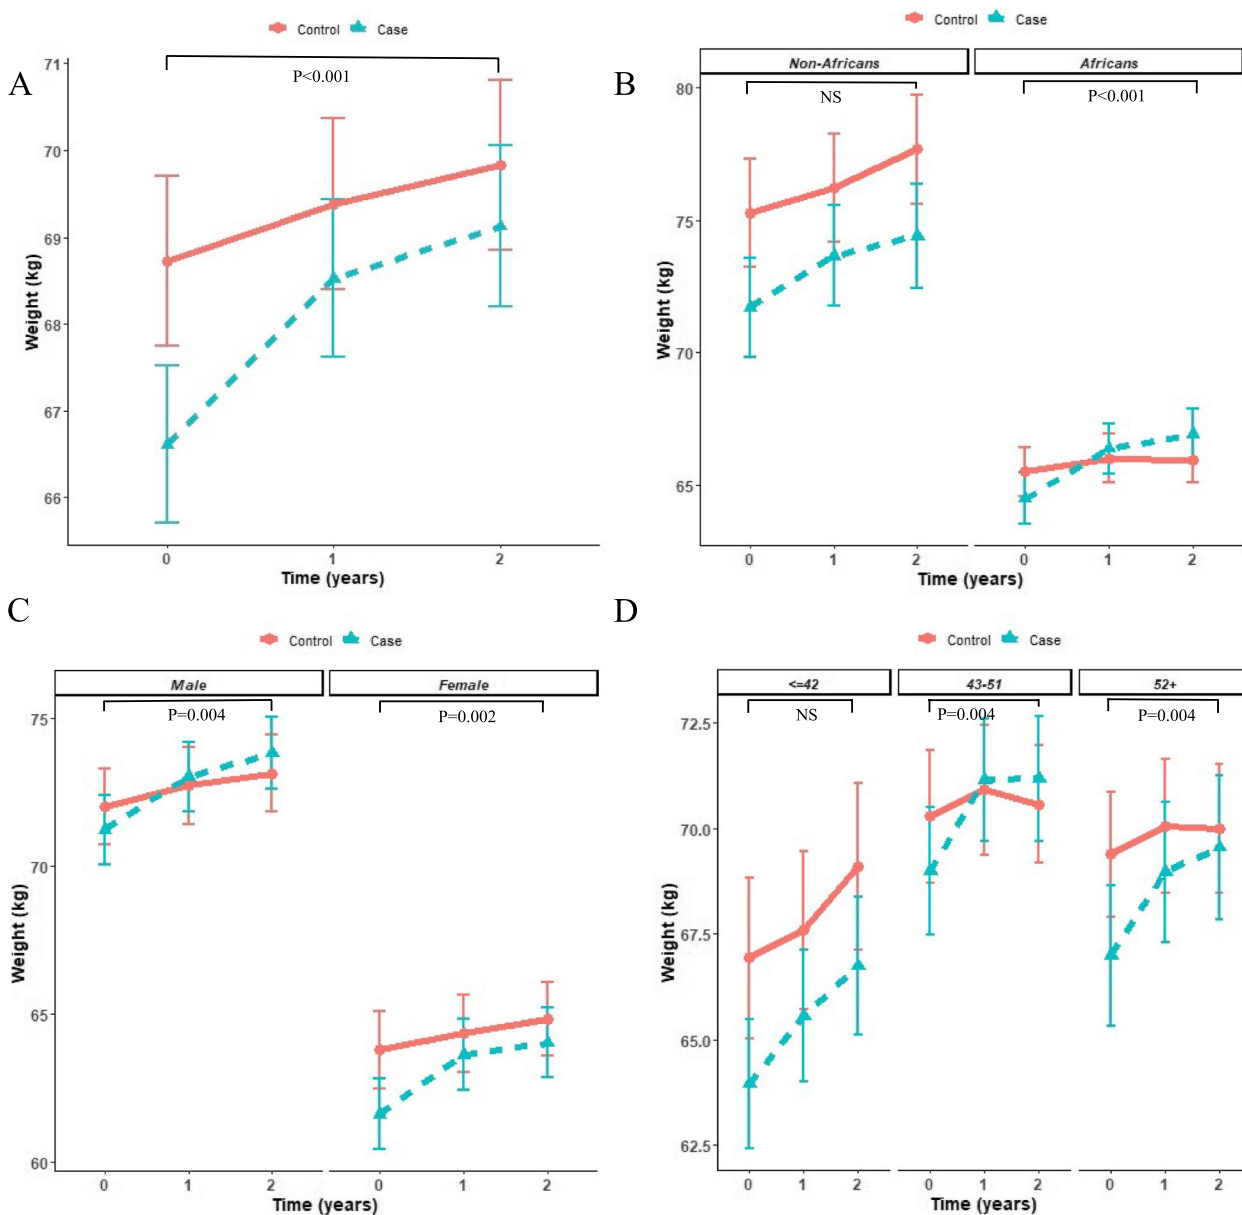 A
Control Case
P<0.001
71
70
69
68
67
66
Weight (kg)
0 1 2
Time (years)
B
Control Case
Non-Africans Africans
NS P<0.001
80
75
70
65
Weight (kg)
0 1 2 0 1 2
Time (years)
C
Control Case
Male Female
P=0.004 P=0.002
75
70
65
60
Weight (kg)
0 1 2 0 1 2
Time (years)
D
Control Case
<=42 43-51 52+
NS P=0.004 P=0.004
72.5
70.0
67.5
65.0
62.5
Weight (kg)
0 1 2 0 1 2 0 1 2
Time (years)